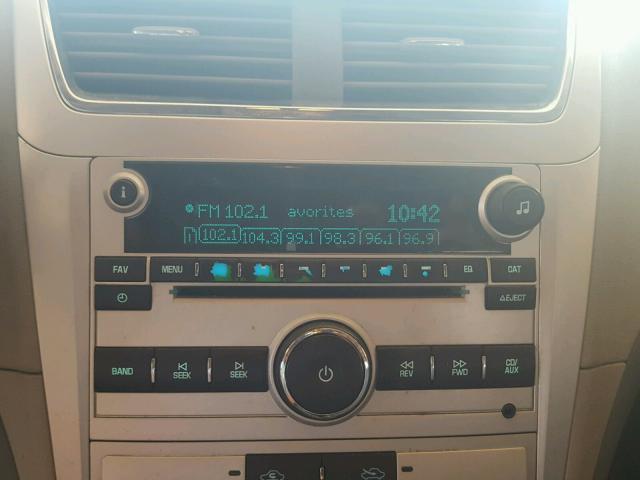 FM 102.1 avorites 10:42
102.1 104.3 99.1 98.3 96.1 96.9
FAV MENU EQ CAT
EJECT
BAND SEEK SEEK REV FWD CD/
AUX